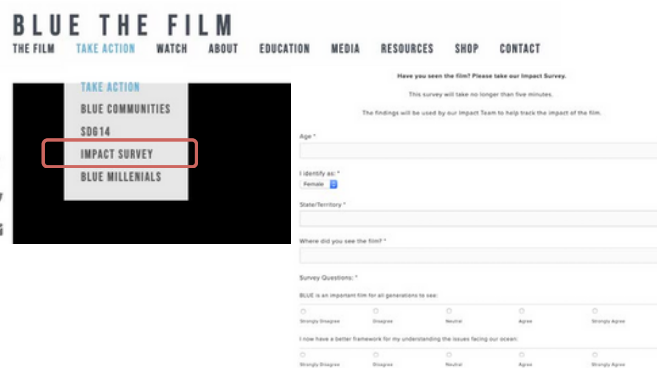 BLUE THE FILM
THE FILM TAKE ACTION WATCH ABOUT EDUCATION MEDIA RESOURCES SHOP CONTACT
TAKE ACTION
BLUE COMMUNITIES
SDG14
IMPACT SURVEY
BLUE MILLENIALS
Have you seen the film? Please take our Impact Survey.
This survey will take no longer than five minutes.
The findings will be used by our Impact Team to help track the impact of the film.
Age *
I identify as: *
Female
State/Territory *
Where did you see the film? *
Survey Questions: *
BLUE is an important film for all generations to see:
Strongly Disagree Disagree Neutral Agree Strongly Agree
I now have a better framework for my understanding the issues facing our ocean:
Strongly Disagree Disagree Neutral Agree Strongly Agree